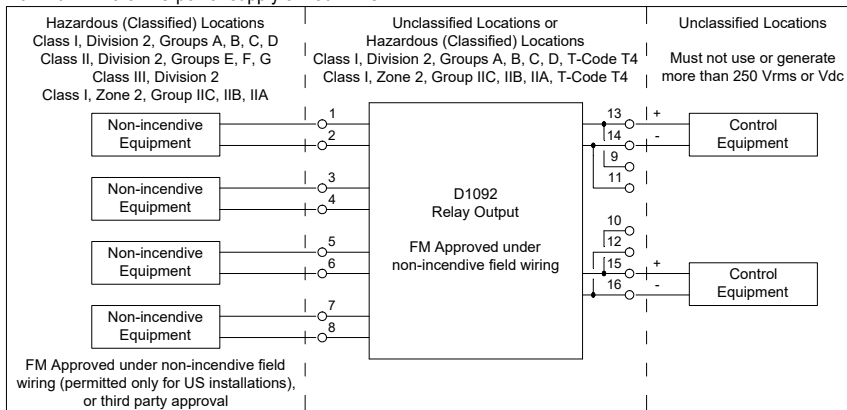 Hazardous (Classified) Locations
Class I, Division 2, Groups A, B, C, D
Class II, Division 2, Groups E, F, G
Class III, Division 2
Class I, Zone 2, Group IIC, IIB, IIA
Unclassified Locations or
Hazardous (Classified) Locations
Class I, Division 2, Groups A, B, C, D, T-Code T4
Class I, Zone 2, Group IIC, IIB, IIA, T-Code T4
Unclassified Locations
Must not use or generate
more than 250 Vrms or Vdc
Non-incendive
Equipment
1
2
Non-incendive
Equipment
3
4
Non-incendive
Equipment
5
6
Non-incendive
Equipment
7
8
D1092
Relay Output
FM Approved under
non-incendive field wiring
13
14
9
11
+
-
Control
Equipment
10
12
15
16
+
-
Control
Equipment
FM Approved under non-incendive field
wiring (permitted only for US installations),
or third party approval